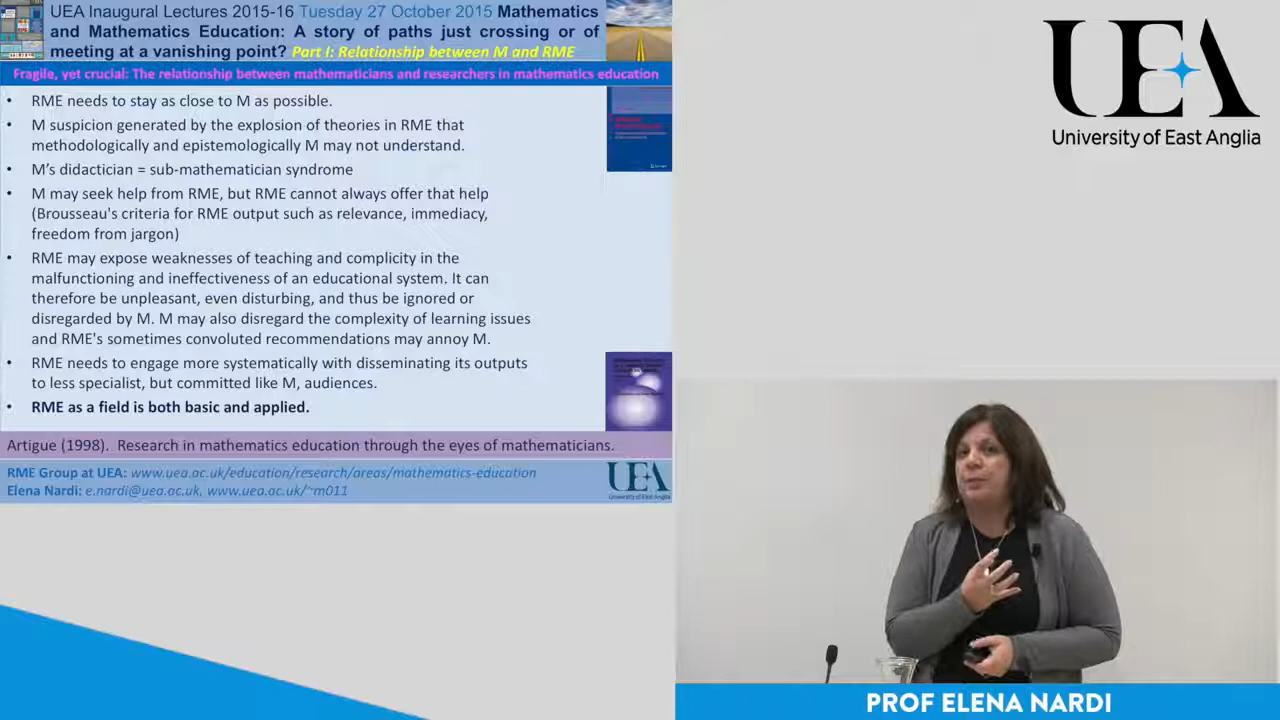 UEA Inaugural Lectures 2015-16 Tuesday 27 October 2015 Mathematics
and Mathematics Education: A story of paths just crossing or of
meeting at a vanishing point? Part I: Relationship between M and RME
Fragile, yet crucial: The relationship between mathematicians and researchers in mathematics education
• RME needs to stay as close to M as possible.
• M suspicion generated by the explosion of theories in RME that
methodologically and epistemologically M may not understand.
• M's didactician = sub-mathematician syndrome
• M may seek help from RME, but RME cannot always offer that help
(Brousseau's criteria for RME output such as relevance, immediacy,
freedom from jargon)
• RME may expose weaknesses of teaching and complicity in the
malfunctioning and ineffectiveness of an educational system. It can
therefore be unpleasant, even disturbing, and thus be ignored or
disregarded by M. M may also disregard the complexity of learning issues
and RME's sometimes convoluted recommendations may annoy M.
• RME needs to engage more systematically with disseminating its outputs
to less specialist, but committed like M, audiences.
• RME as a field is both basic and applied.
Artigue (1998). Research in mathematics education through the eyes of mathematicians.
RME Group at UEA: www.uea.ac.uk/education/research/areas/mathematics-education
Elena Nardi: e.nardi@uea.ac.uk, www.uea.ac.uk/~m011
UEA
University of East Anglia
UEA
University of East Anglia
PROF ELENA NARDI